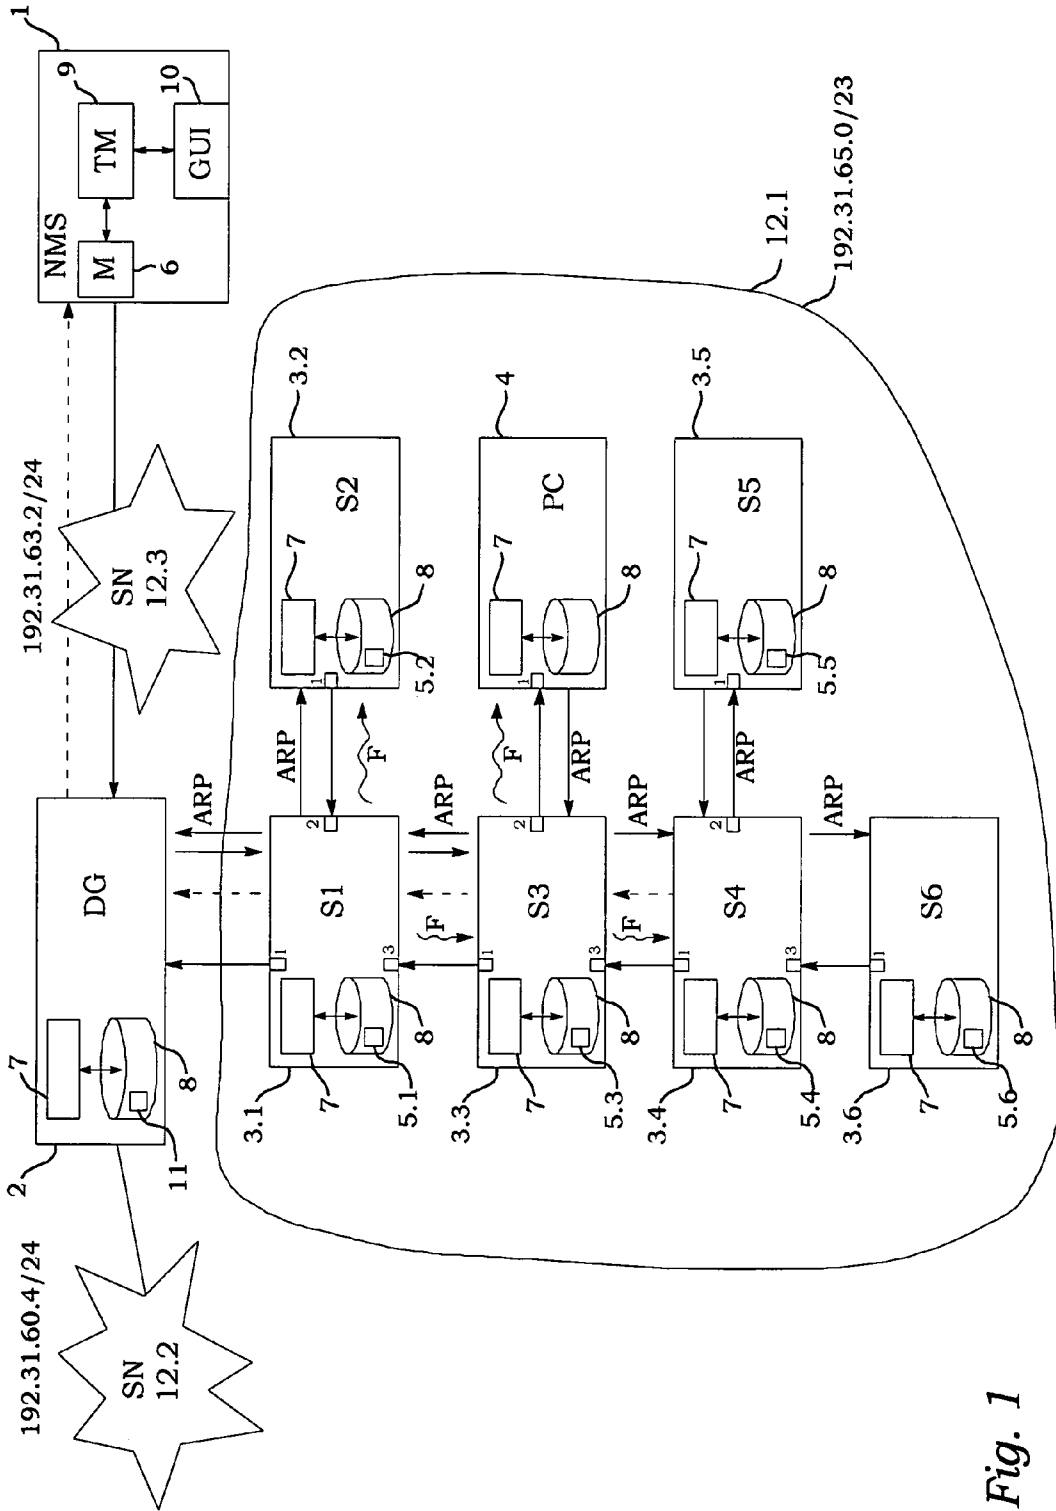 192.31.60.4/24
SN
12.2
2
7
DG
8
11
192.31.63.2/24
SN
12.3
1
NMS
M
6
TM
9
GUI
10
ARP
3.1
7
S1
1
2
3
8
5.1
ARP
F
3.2
7
S2
1
8
5.2
F
ARP
3.3
7
S3
1
2
3
8
5.3
ARP
F
4
7
PC
1
8
F
ARP
3.4
7
S4
1
2
3
8
5.4
ARP
3.5
7
S5
1
8
5.5
ARP
3.6
7
S6
1
8
5.6
12.1
192.31.65.0/23
Fig. 1